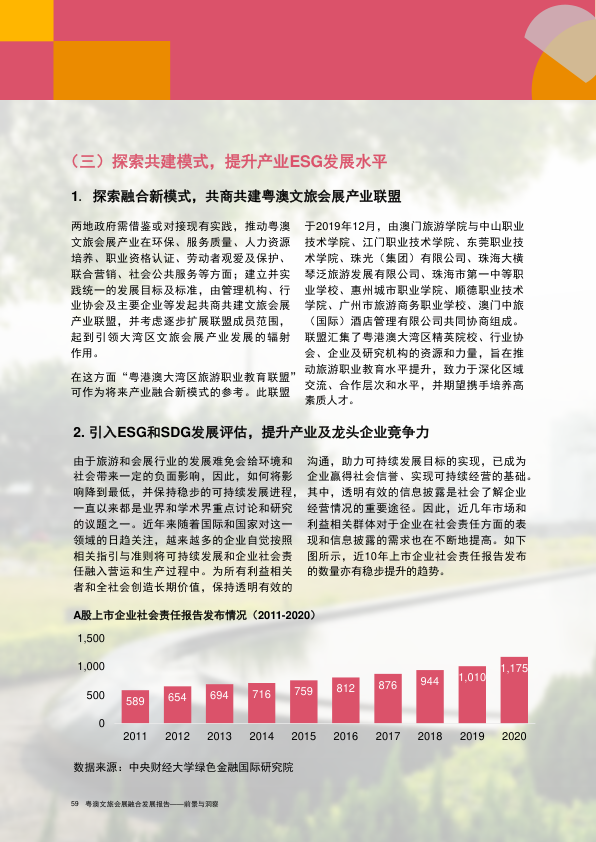 （三）探索共建模式，提升产业ESG发展水平
1. 探索融合新模式，共商共建粤澳文旅会展产业联盟
两地政府需借鉴或对接现有实践，推动粤澳
文旅会展产业在环保、服务质量、人力资源
培养、职业资格认证、劳动者观爱及保护、
联合营销、社会公共服务等方面；建立并实
践统一的发展目标及标准，由管理机构、行
业协会及主要企业等发起共商共建文旅会展
产业联盟，并考虑逐步扩展联盟成员范围，
起到引领大湾区文旅会展产业发展的辐射
作用。
在这方面“粤港澳大湾区旅游职业教育联盟”
可作为将来产业融合新模式的参考。此联盟
于2019年12月，由澳门旅游学院与中山职业
技术学院、江门职业技术学院、东莞职业技
术学院、珠光（集团）有限公司、珠海大横
琴泛旅游发展有限公司、珠海市第一中等职
业学校、惠州城市职业学院、顺德职业技术
学院、广州市旅游商务职业学校、澳门中旅
（国际）酒店管理有限公司共同协商组成。
联盟汇集了粤港澳大湾区精英院校、行业协
会、企业及研究机构的资源和力量，旨在推
动旅游职业教育水平提升，致力于深化区域
交流、合作层次和水平，并期望携手培养高
素质人才。
2. 引入ESG和SDG发展评估，提升产业及龙头企业竞争力
由于旅游和会展行业的发展难免会给环境和
社会带来一定的负面影响，因此，如何将影
响降到最低，并保持稳步的可持续发展进程，
一直以来都是业界和学术界重点讨论和研究
的议题之一。近年来随着国际和国家对这一
领域的日趋关注，越来越多的企业自觉按照
相关指引与准则将可持续发展和企业社会责
任融入营运和生产过程中。为所有利益相关
者和全社会创造长期价值，保持透明有效的
沟通，助力可持续发展目标的实现，已成为
企业赢得社会信誉、实现可持续经营的基础。
其中，透明有效的信息披露是社会了解企业
经营情况的重要途径。因此，近几年市场和
利益相关群体对于企业在社会责任方面的表
现和信息披露的需求也在不断地提高。如下
图所示，近10年上市企业社会责任报告发布
的数量亦有稳步提升的趋势。
A股上市企业社会责任报告发布情况（2011-2020）
1,500
1,000
500
0
589
654
694
716
759
812
876
944
1,010
1,175
2011 2012 2013 2014 2015 2016 2017 2018 2019 2020
数据来源：中央财经大学绿色金融国际研究院
59 粤澳文旅会展融合发展报告——前景与洞察